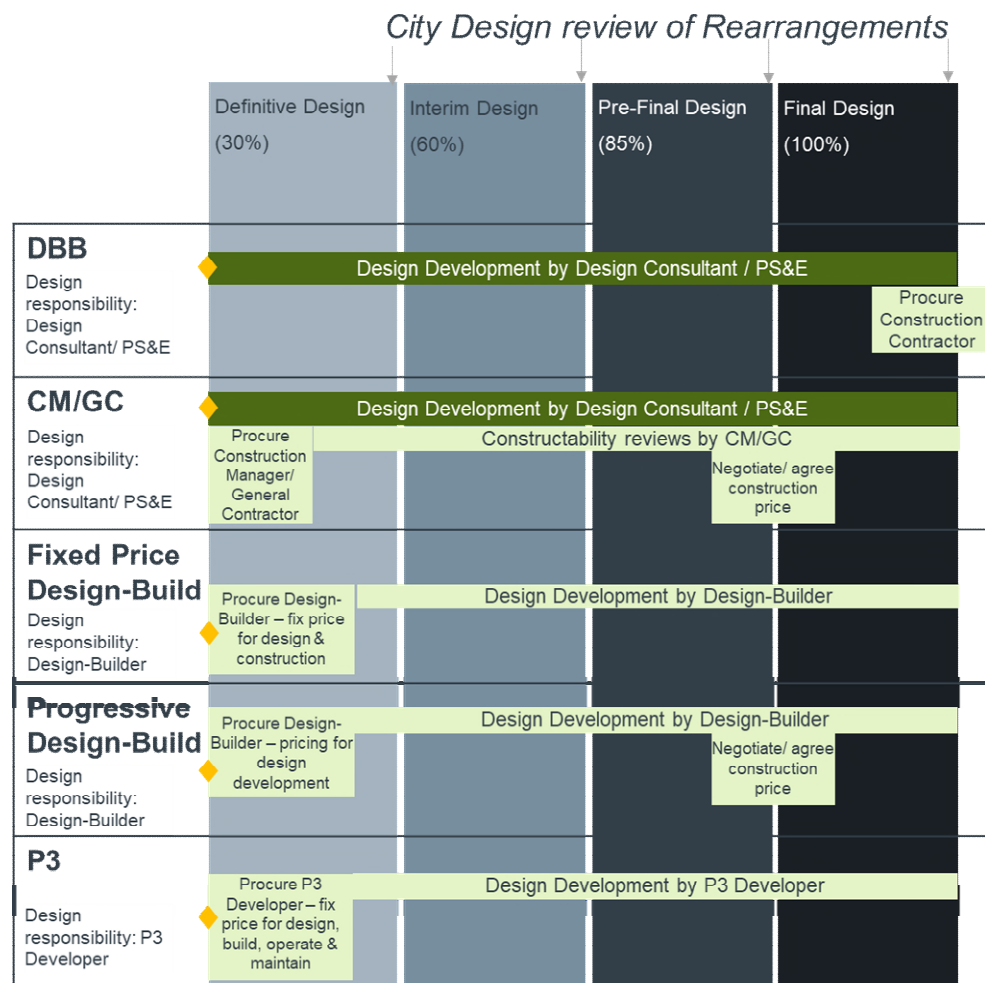 City Design review of Rearrangements
Definitive Design
(30%)
Interim Design
(60%)
Pre-Final Design
(85%)
Final Design
(100%)
DBB
Design
responsibility:
Design
Consultant/ PS&E
Design Development by Design Consultant / PS&E
Procure
Construction
Contractor
CM/GC
Design
responsibility:
Design
Consultant/ PS&E
Design Development by Design Consultant / PS&E
Procure
Construction
Manager/
General
Contractor
Constructability reviews by CM/GC
Negotiate/ agree
construction
price
Fixed Price
Design-Build
Design
responsibility:
Design-Builder
Procure Design-
Builder – fix price
for design &
construction
Design Development by Design-Builder
Progressive
Design-Build
Design
responsibility:
Design-Builder
Procure Design-
Builder – pricing for
design
development
Design Development by Design-Builder
Negotiate/ agree
construction
price
P3
Design
responsibility: P3
Developer
Procure P3
Developer – fix
price for design,
build, operate &
maintain
Design Development by P3 Developer